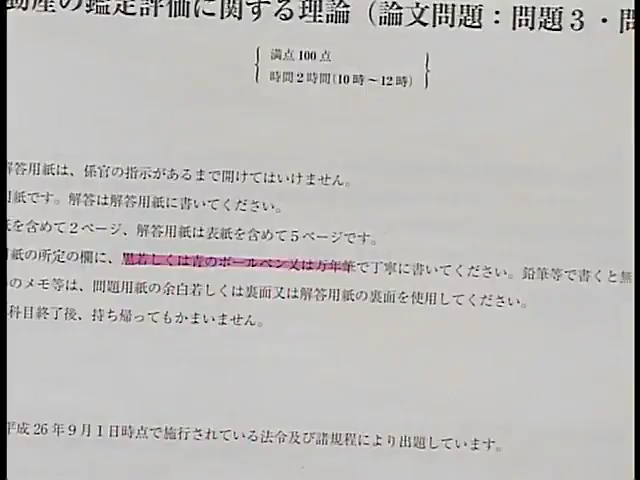 動産の鑑定評価に関する理論（論文問題：問題３・問
満点 100 点
時間２時間（10 時～12 時）
解答用紙は、係官の指示があるまで開けてはいけません。
用紙です。解答は解答用紙に書いてください。
紙を含めて２ページ、解答用紙は表紙を含めて５ページです。
用紙の所定の欄に、黒若しくは青のボールペン又は万年筆で丁寧に書いてください。鉛筆等で書くと無
のメモ等は、問題用紙の余白若しくは裏面又は解答用紙の裏面を使用してください。
科目終了後、持ち帰ってもかまいません。
平成 26 年９月１日時点で施行されている法令及び諸規程により出題しています。